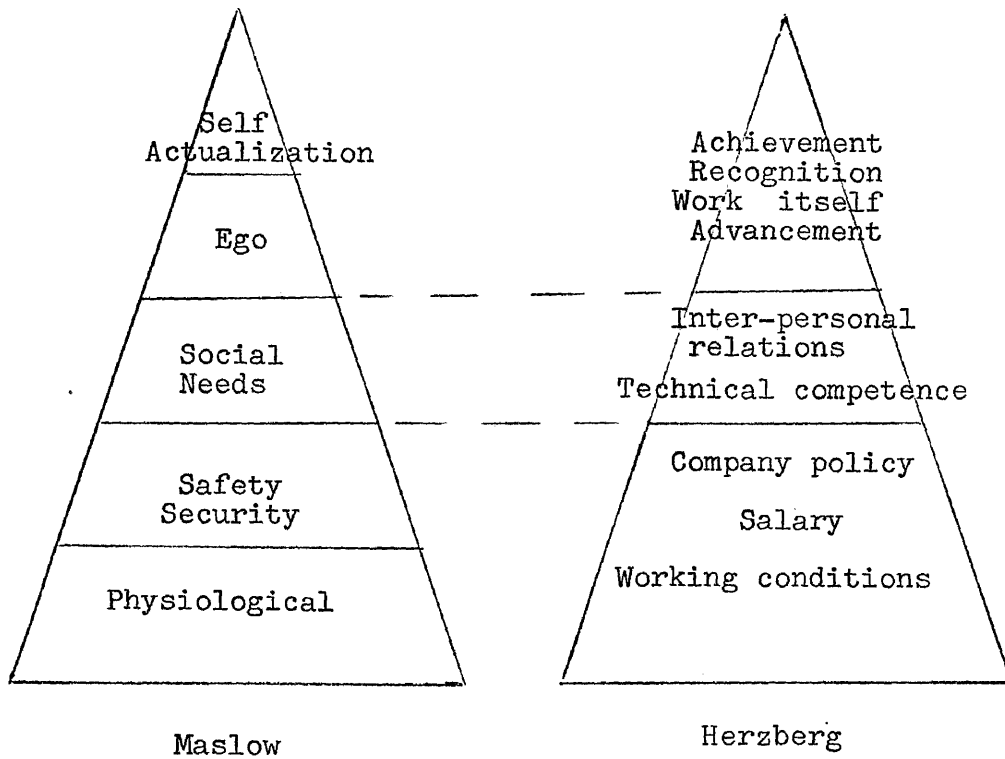 Self
Actualization
Ego
Social
Needs
Safety
Security
Physiological
Maslow
Achievement
Recognition
Work itself
Advancement
Inter-personal
relations
Technical competence
Company policy
Salary
Working conditions
Herzberg